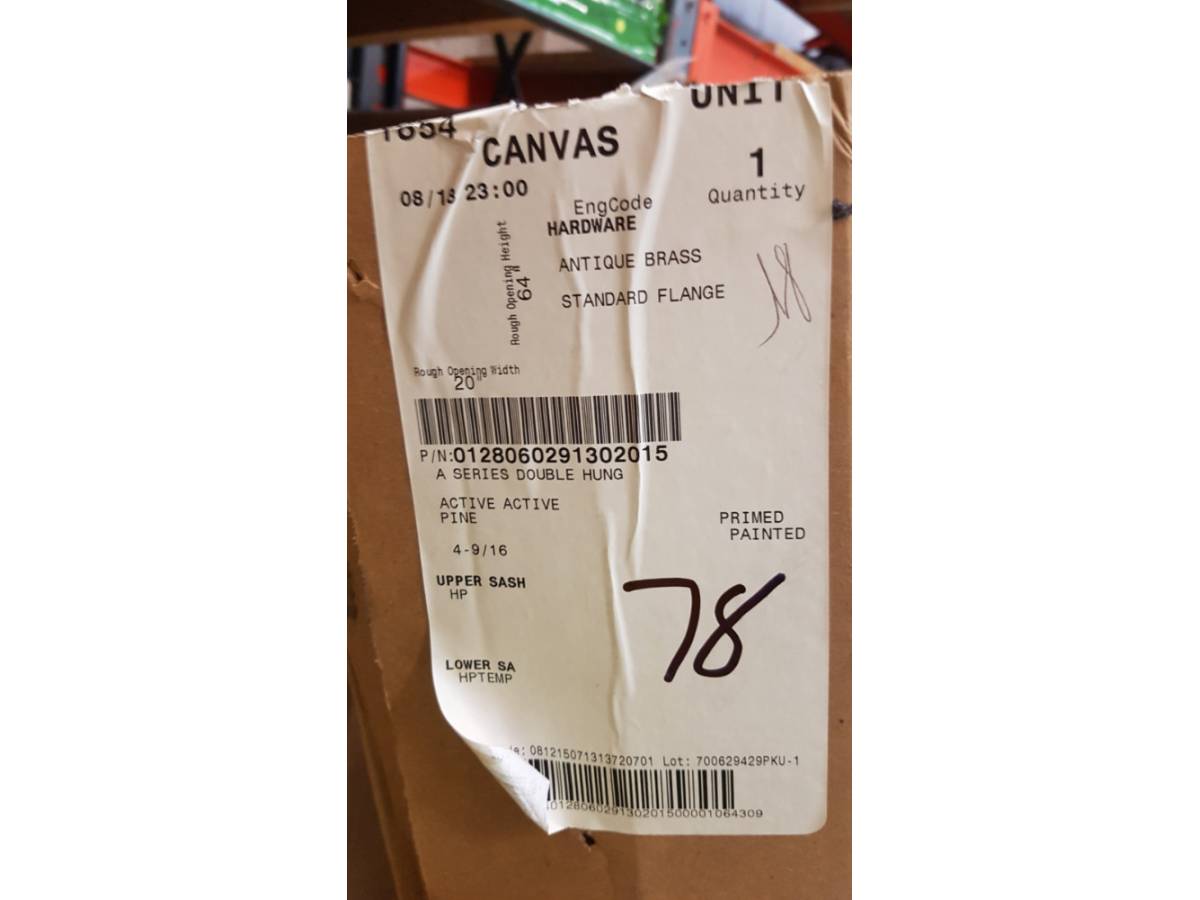 1654
UNIT
CANVAS
1
Quantity
08/18 23:00
EngCode
HARDWARE
Rough Opening Height
64"
ANTIQUE BRASS
STANDARD FLANGE
Rough Opening Width
20"
P/N:0128060291302015
A SERIES DOUBLE HUNG
ACTIVE ACTIVE
PINE
PRIMED
PAINTED
4-9/16
UPPER SASH
HP
78
LOWER SA
HPTEMP
081215071313720701 Lot: 700629429PKU-1
012806029130201500001064309